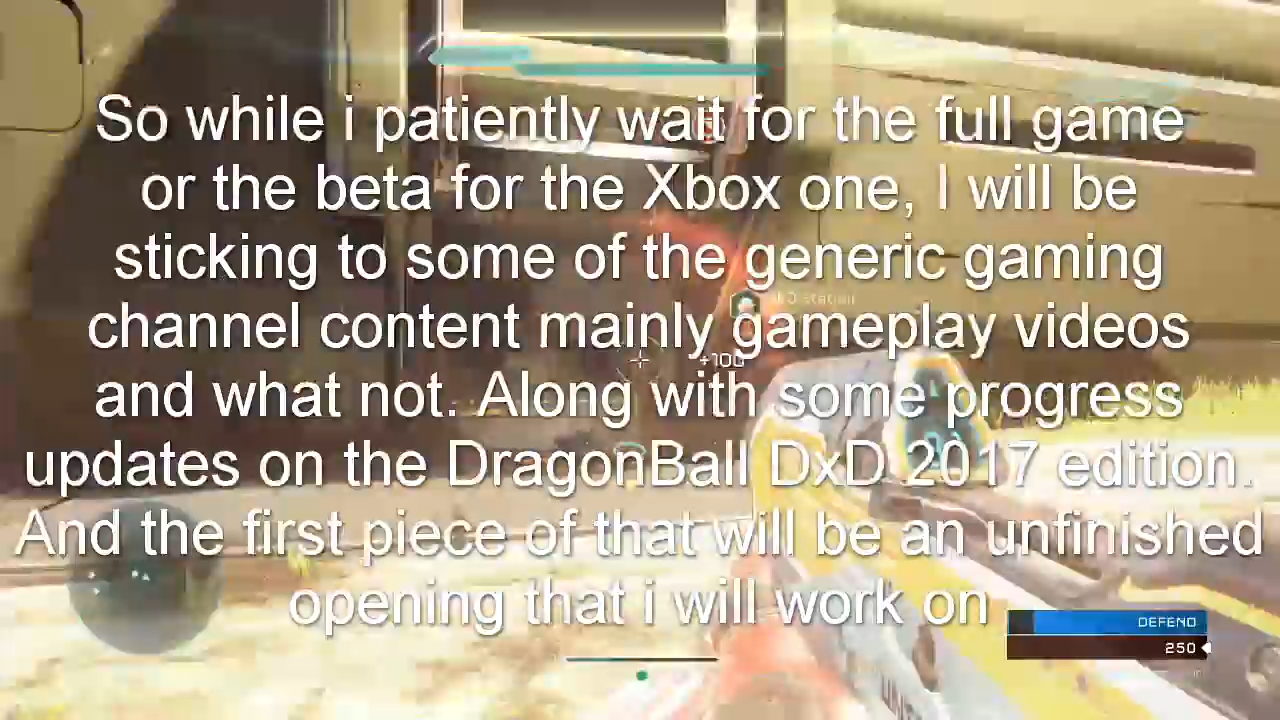 So while i patiently wait for the full game
or the beta for the Xbox one, I will be
sticking to some of the generic gaming
channel content mainly gameplay videos
and what not. Along with some progress
updates on the DragonBall DxD 2017 edition.
And the first piece of that will be an unfinished
opening that i will work on
station
+100
DEFEND
250